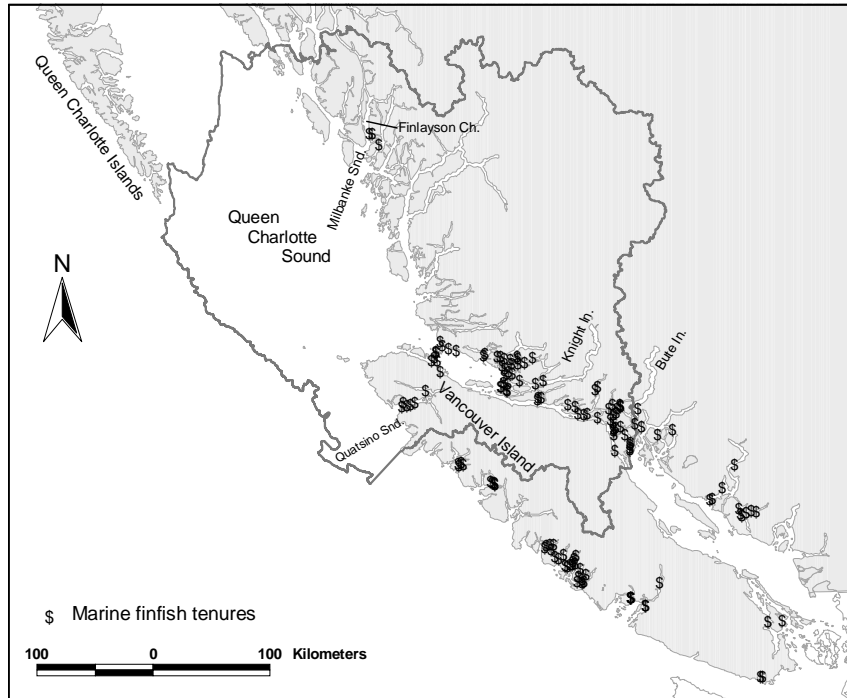 Queen Charlotte Islands
Finlayson Ch.
Milbanke Snd.
Queen
Charlotte
Sound
N
Knight In.
Bute In.
Vancouver Island
Quatsino Snd.
$ Marine finfish tenures
100 0 100 Kilometers